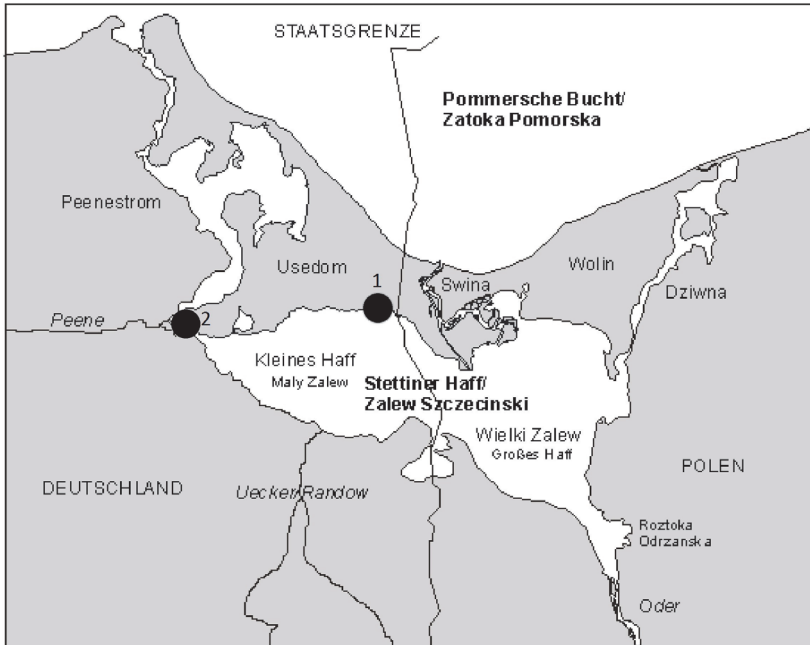 STAATSGRENZE
Pommersche Bucht/
Zatoka Pomorska
Peenestrom
Usedom
1
Swina
Wolin
Dziwna
Peene
2
Kleines Haff
Maly Zalew
Stettiner Haff/
Zalew Szczecinski
Wielki Zalew
Großes Haff
DEUTSCHLAND
Uecker/Randow
POLEN
Roztoka
Odrzanska
Oder